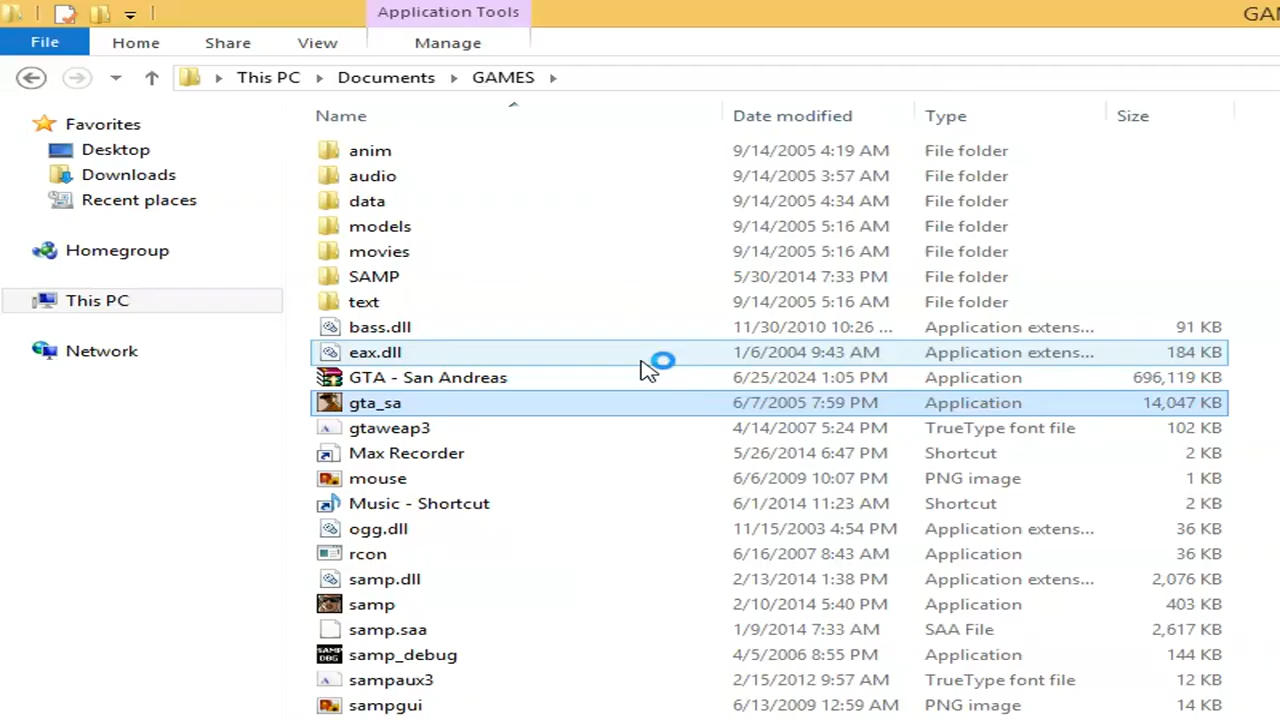 Application Tools
GA
File Home Share View Manage
This PC Documents GAMES
Name Date modified Type Size
Favorites
Desktop
Downloads
Recent places
Homegroup
This PC
Network
anim 9/14/2005 4:19 AM File folder
audio 9/14/2005 3:57 AM File folder
data 9/14/2005 4:34 AM File folder
models 9/14/2005 5:16 AM File folder
movies 9/14/2005 5:16 AM File folder
SAMP 5/30/2014 7:33 PM File folder
text 9/14/2005 5:16 AM File folder
bass.dll 11/30/2010 10:26 ... Application extens... 91 KB
eax.dll 1/6/2004 9:43 AM Application extens... 184 KB
GTA - San Andreas 6/25/2024 1:05 PM Application 696,119 KB
gta_sa 6/7/2005 7:59 PM Application 14,047 KB
gtaweap3 4/14/2007 5:24 PM TrueType font file 102 KB
Max Recorder 5/26/2014 6:47 PM Shortcut 2 KB
mouse 6/6/2009 10:07 PM PNG image 1 KB
Music - Shortcut 6/1/2014 11:23 AM Shortcut 2 KB
ogg.dll 11/15/2003 4:54 PM Application extens... 36 KB
rcon 6/16/2007 8:43 AM Application 36 KB
samp.dll 2/13/2014 1:38 PM Application extens... 2,076 KB
samp 2/10/2014 5:40 PM Application 403 KB
samp.saa 1/9/2014 7:33 AM SAA File 2,617 KB
samp_debug 4/5/2006 8:55 PM Application 144 KB
sampaux3 2/15/2012 9:57 AM TrueType font file 12 KB
sampgui 6/13/2009 12:59 AM PNG image 14 KB